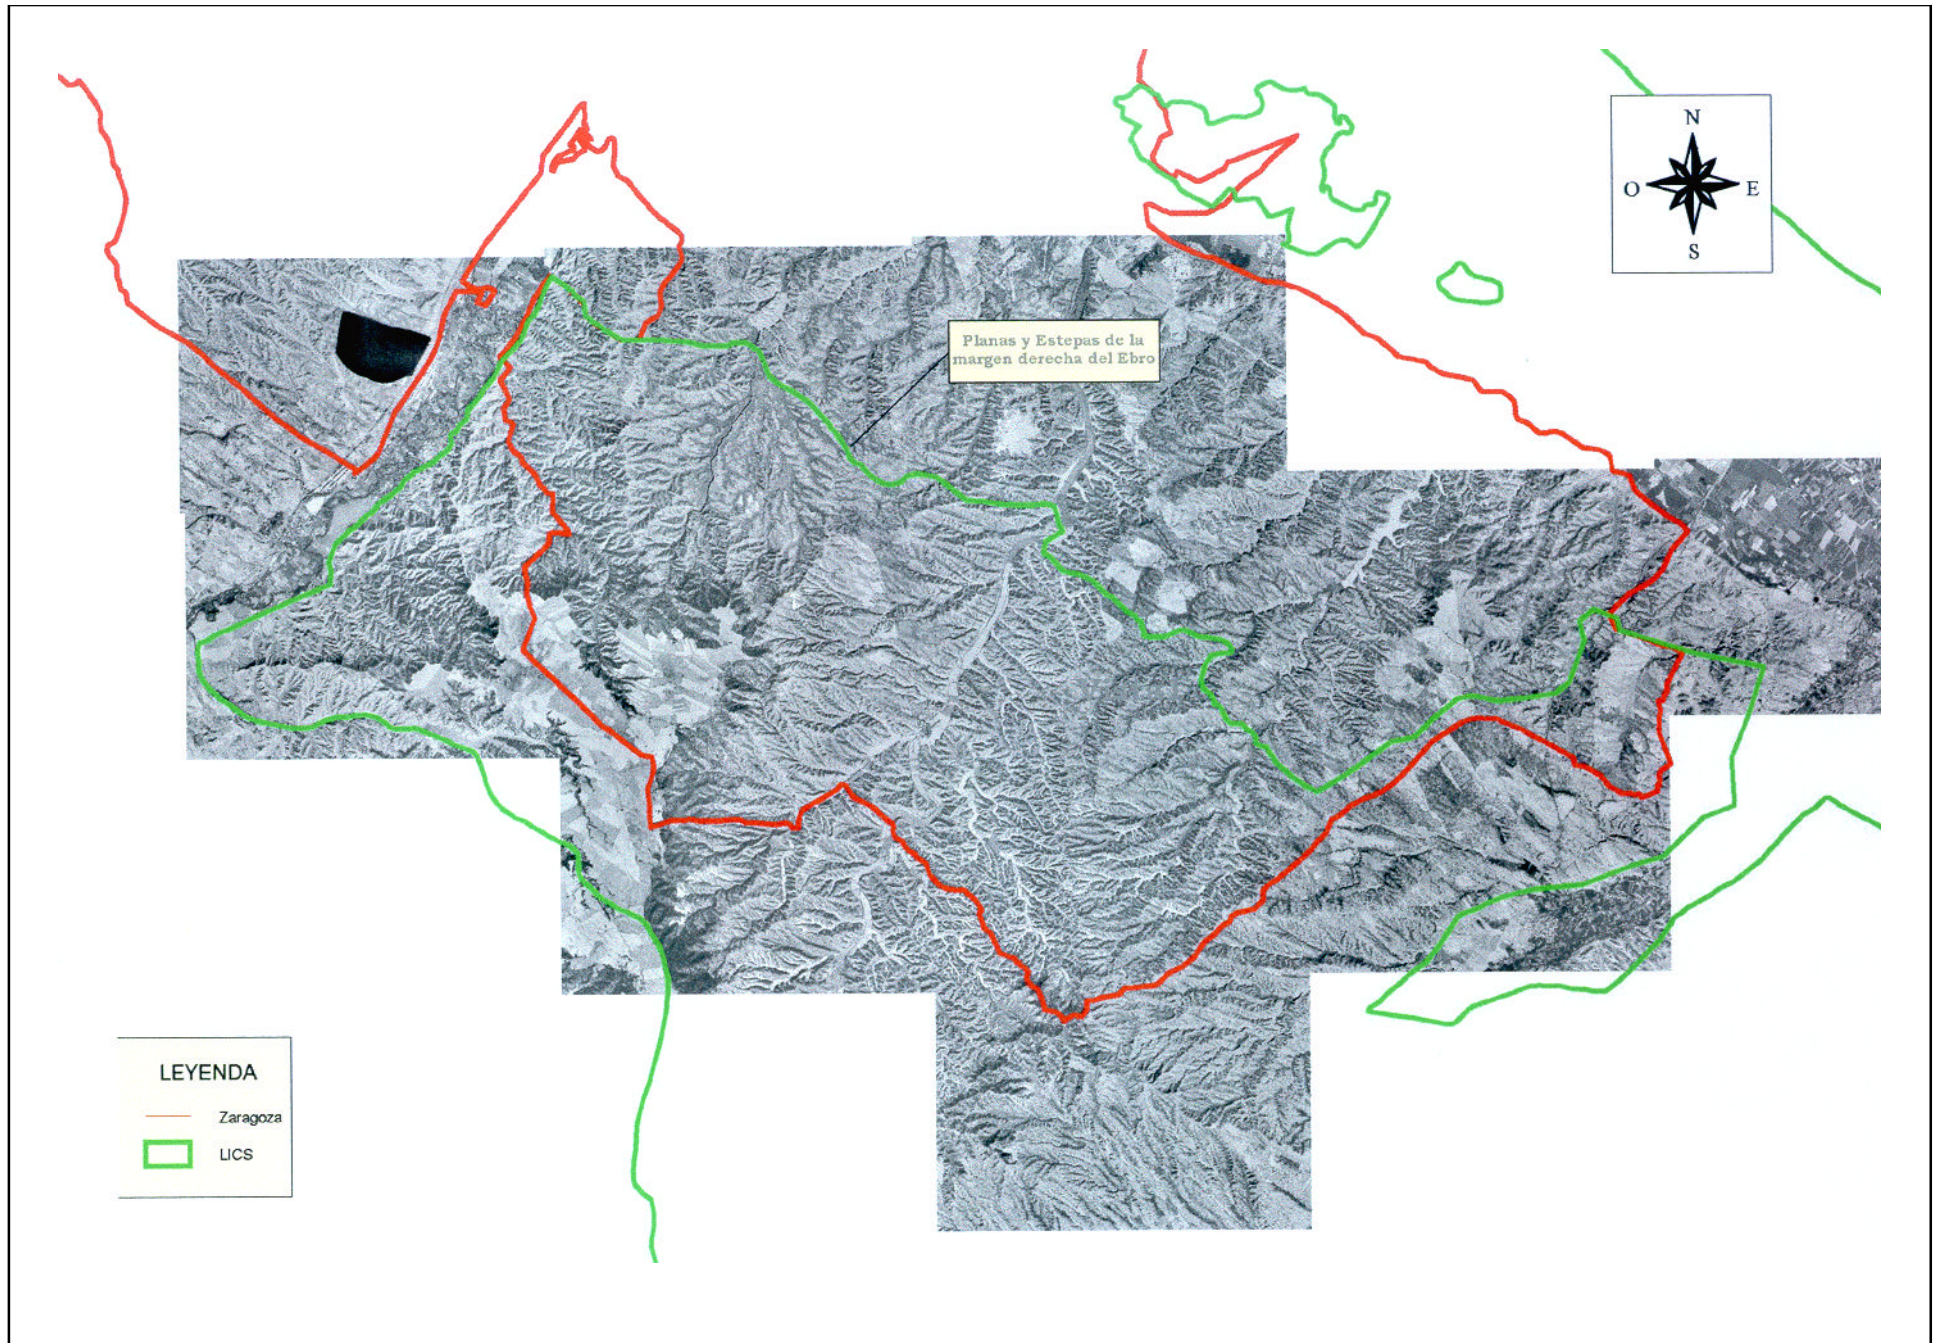 N
O E
S
Planas y Estepas de la
margen derecha del Ebro
LEYENDA
Zaragoza
LICS